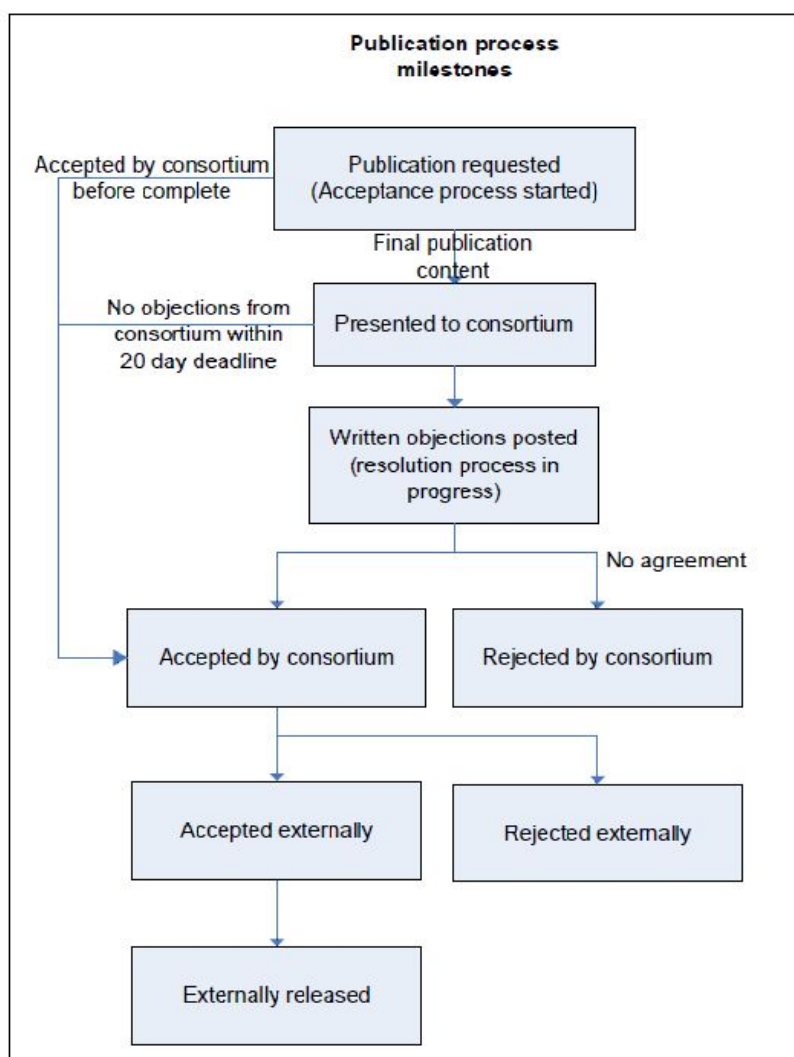 Publication process
milestones
Accepted by consortium
before complete
Publication requested
(Acceptance process started)
Final publication
content
No objections from
consortium within
20 day deadline
Presented to consortium
Written objections posted
(resolution process in
progress)
No agreement
Accepted by consortium
Rejected by consortium
Accepted externally
Rejected externally
Externally released